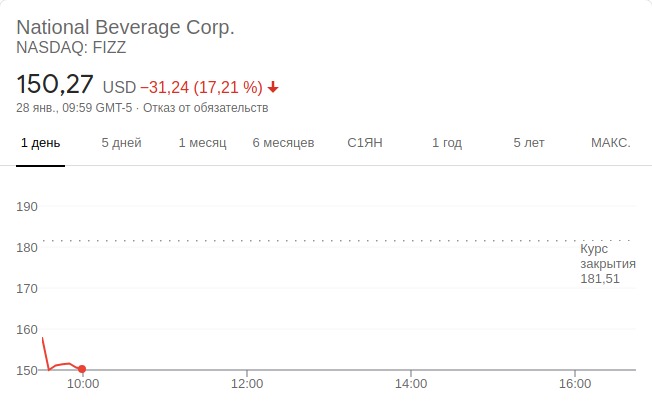 National Beverage Corp.
NASDAQ: FIZZ
150,27 USD −31,24 (17,21 %)
28 янв., 09:59 GMT-5 · Отказ от обязательств
1 день 5 дней 1 месяц 6 месяцев С1ЯН 1 год 5 лет МАКС.
190
180
170
160
150
Курс
закрытия
181,51
10:00 12:00 14:00 16:00